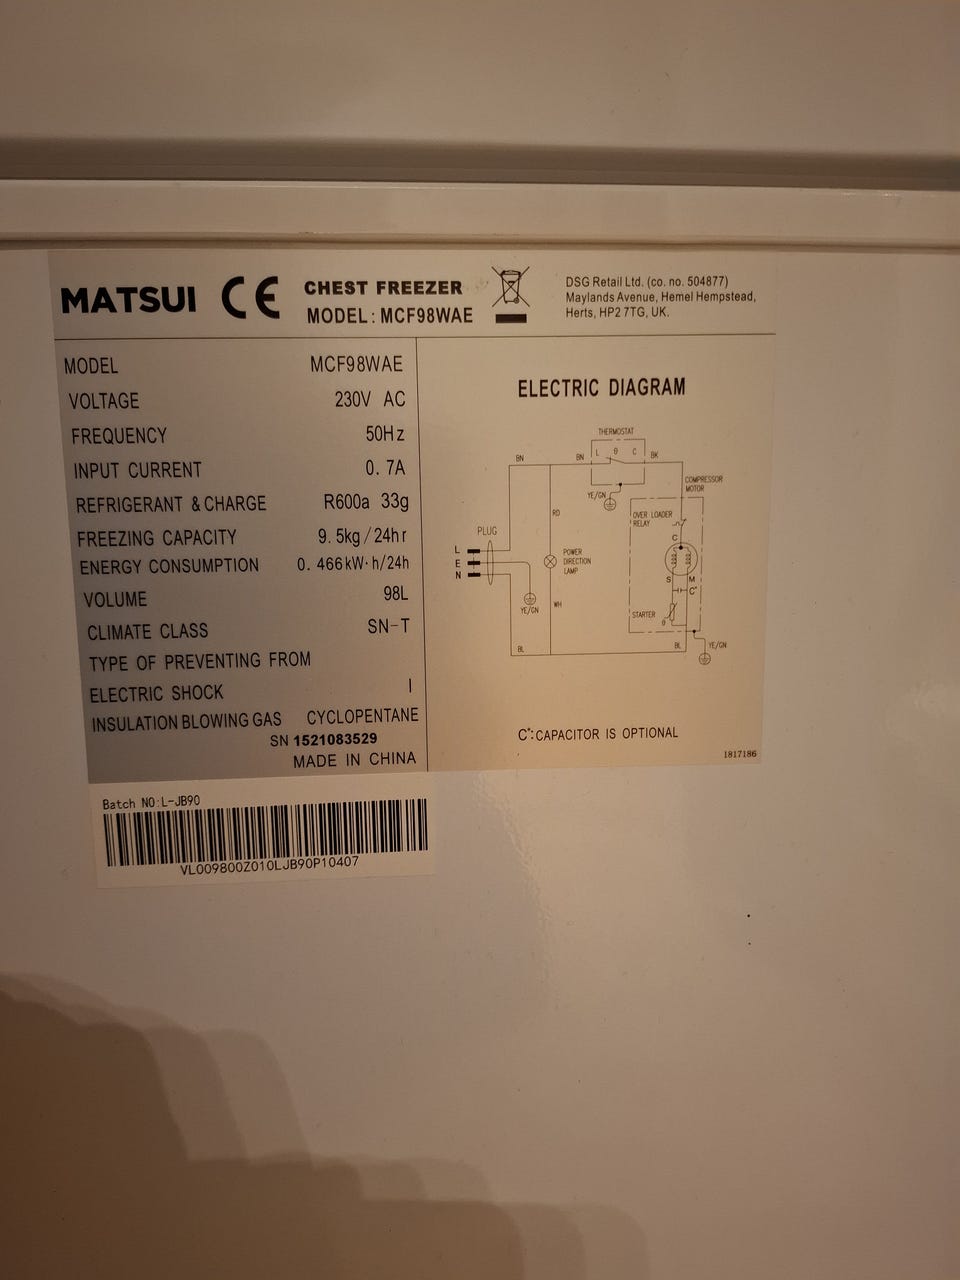 MATSUI CE CHEST FREEZER
MODEL: MCF98WAE
DSG Retail Ltd. (co. no. 504877)
Maylands Avenue, Hemel Hempstead,
Herts, HP2 7TG, UK.
MODEL MCF98WAE
VOLTAGE 230V AC
FREQUENCY 50Hz
INPUT CURRENT 0.7A
REFRIGERANT & CHARGE R600a 33g
FREEZING CAPACITY 9.5kg/24hr
ENERGY CONSUMPTION 0.466kW·h/24h
VOLUME 98L
CLIMATE CLASS SN-T
TYPE OF PREVENTING FROM
ELECTRIC SHOCK I
INSULATION BLOWING GAS CYCLOPENTANE
SN 1521083529
MADE IN CHINA
ELECTRIC DIAGRAM
THERMOSTAT
BN BN L θ C BK
COMPRESSOR
MOTOR
YE/GN
RD
OVER LOADER
RELAY
PLUG
C
L
E
N
POWER
DIRECTION
LAMP
S M
C*
YE/GN
WH
STARTER
θ
BL BL YE/GN
C*:CAPACITOR IS OPTIONAL
1817186
Batch NO:L-JB90
VL009800Z010LJB90P10407